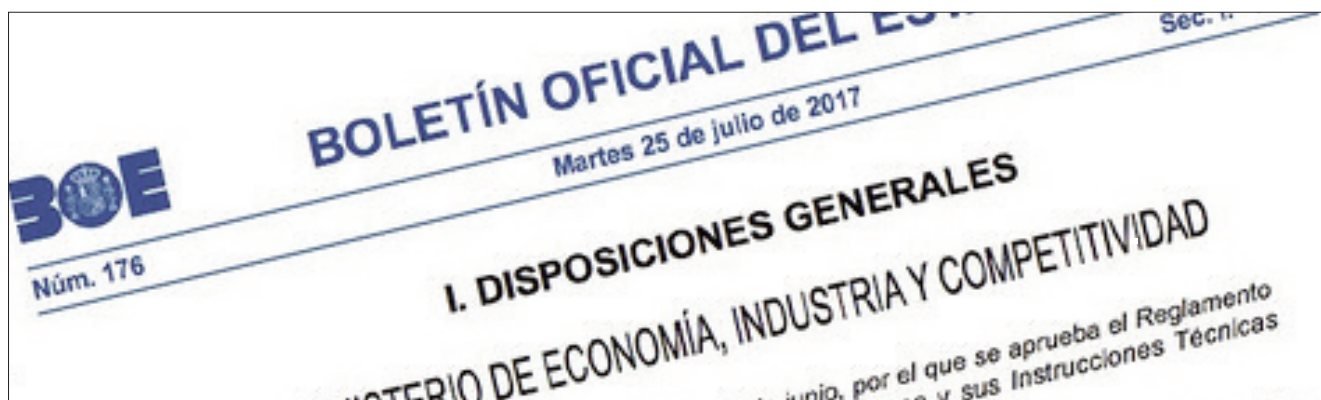 BOLETÍN OFICIAL DEL
Sec. I.
BOE
Martes 25 de julio de 2017
Núm. 176
I. DISPOSICIONES GENERALES
DE ECONOMÍA, INDUSTRIA Y COMPETITIVIDAD
junio, por el que se aprueba el Reglamento
y sus Instrucciones Técnicas